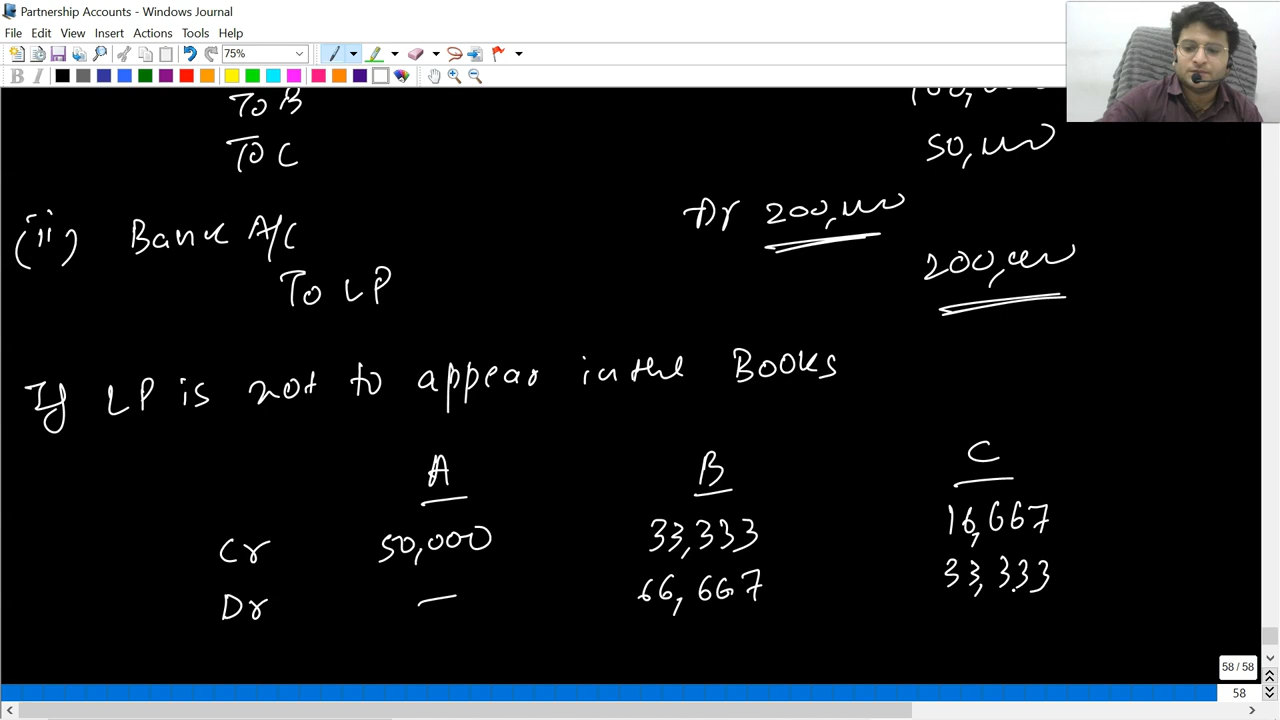 Partnership Accounts - Windows Journal
File Edit View Insert Actions Tools Help
75%
B I
To B
To C
50,000
(ii) Bank A/C Dr 200,000
To LP 200,000
If LP is not to appear in the Books
A B C
Cr 50,000 33,333 16,667
Dr — 66,667 33,333
58 / 58
58